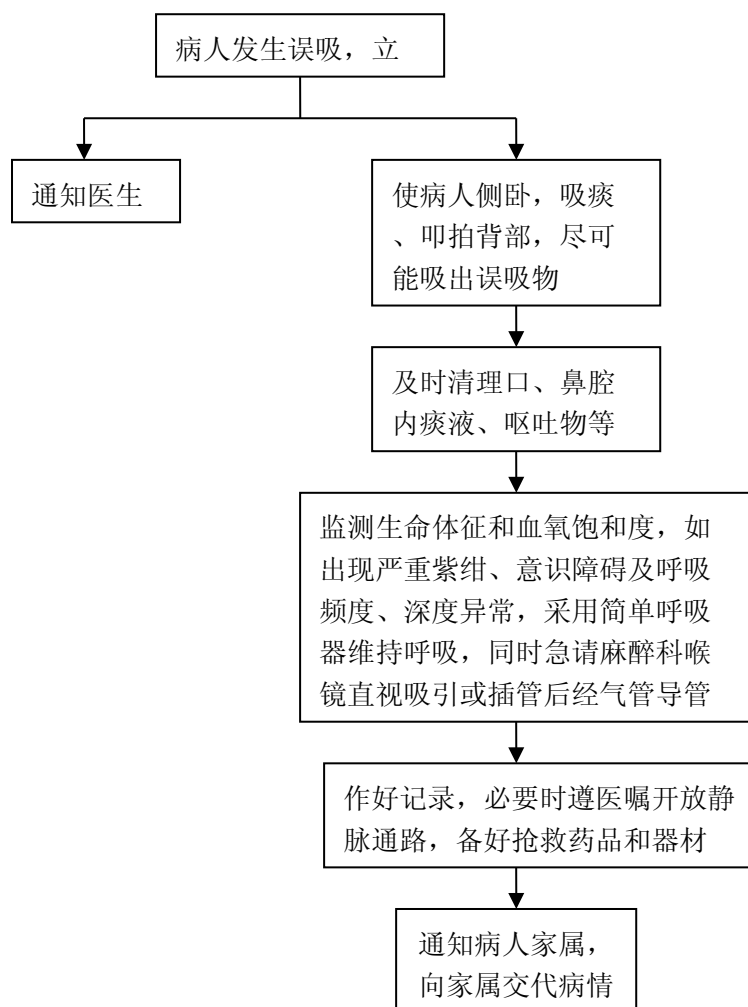 病人发生误吸，立
通知医生
使病人侧卧，吸痰
、叩拍背部，尽可
能吸出误吸物
及时清理口、鼻腔
内痰液、呕吐物等
监测生命体征和血氧饱和度，如
出现严重紫绀、意识障碍及呼吸
频度、深度异常，采用简单呼吸
器维持呼吸，同时急请麻醉科喉
镜直视吸引或插管后经气管导管
作好记录，必要时遵医嘱开放静
脉通路，备好抢救药品和器材
通知病人家属，
向家属交代病情